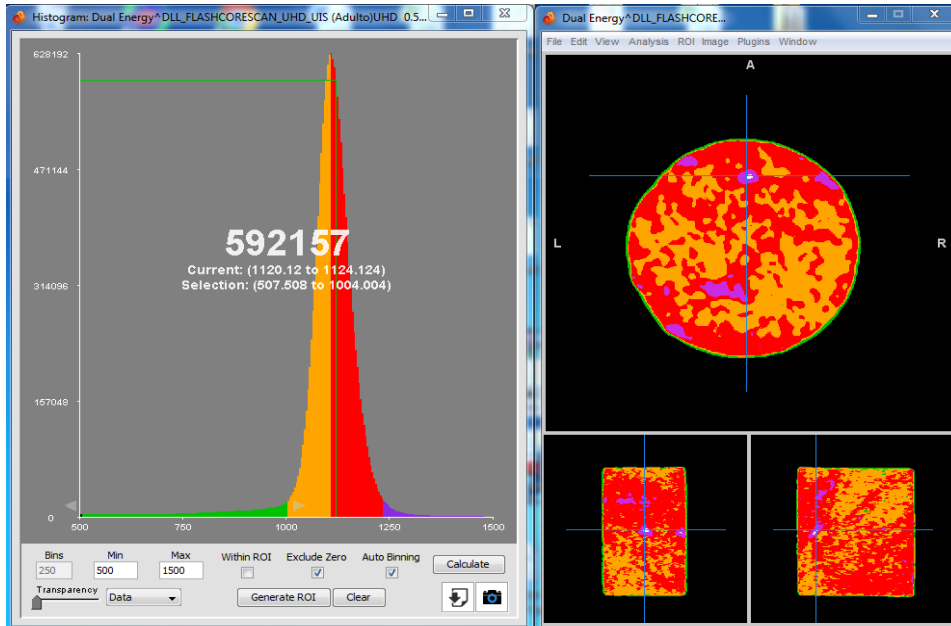 Histogram: Dual Energy^DLL_FLASHCORESCAN_UHD_UIS (Adulto)UHD 0.5...
628192
471144
314096
157048
0
592157
Current: (1120.12 to 1124.124)
Selection: (507.508 to 1004.004)
500
750
1000
1250
1500
Bins
Min
Max
Within ROI
Exclude Zero
Auto Binning
250
500
1500
Calculate
Transparency
Data
Generate ROI
Clear
Dual Energy^DLL_FLASHCORE...
File Edit View Analysis ROI Image Plugins Window
A
L
R